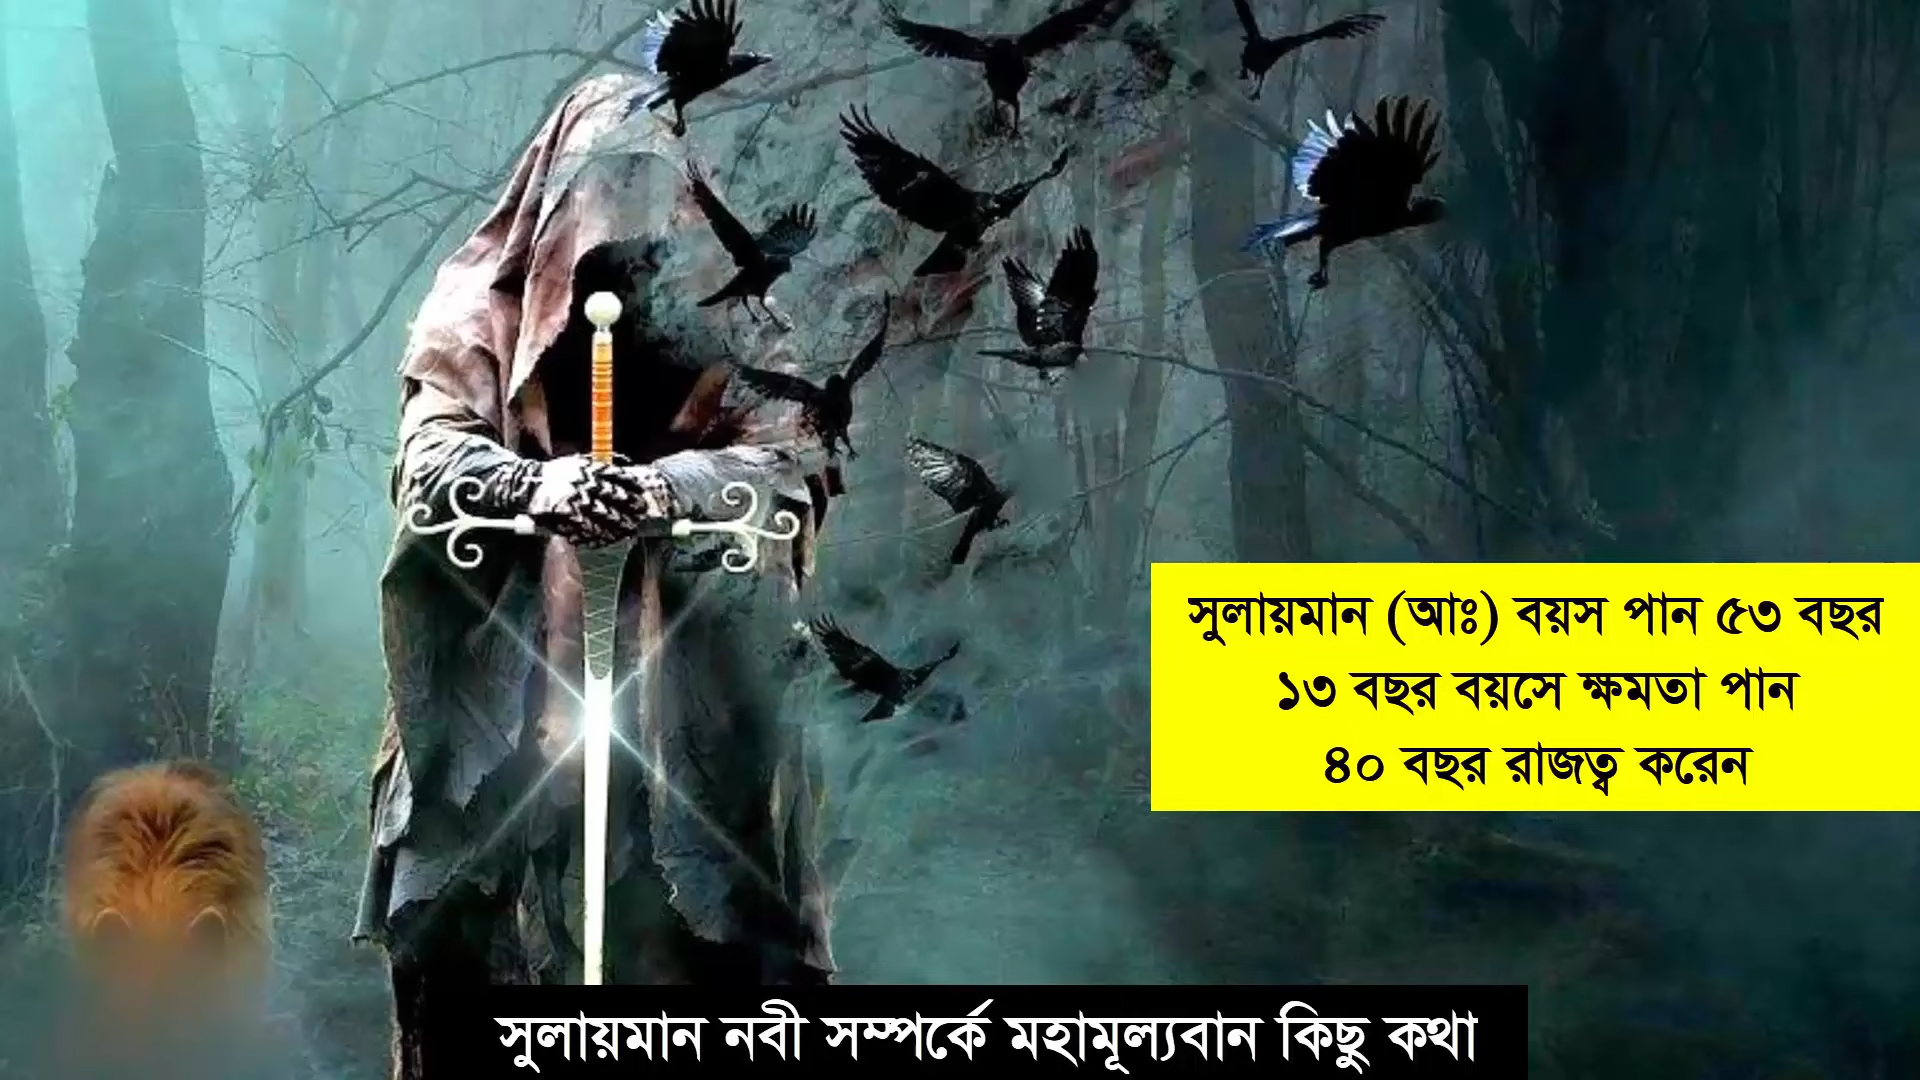 সুলায়মান (আঃ) বয়স পান ৫৩ বছর
১৩ বছর বয়সে ক্ষমতা পান
৪০ বছর রাজত্ব করেন
সুলায়মান নবী সম্পর্কে মহামূল্যবান কিছু কথা